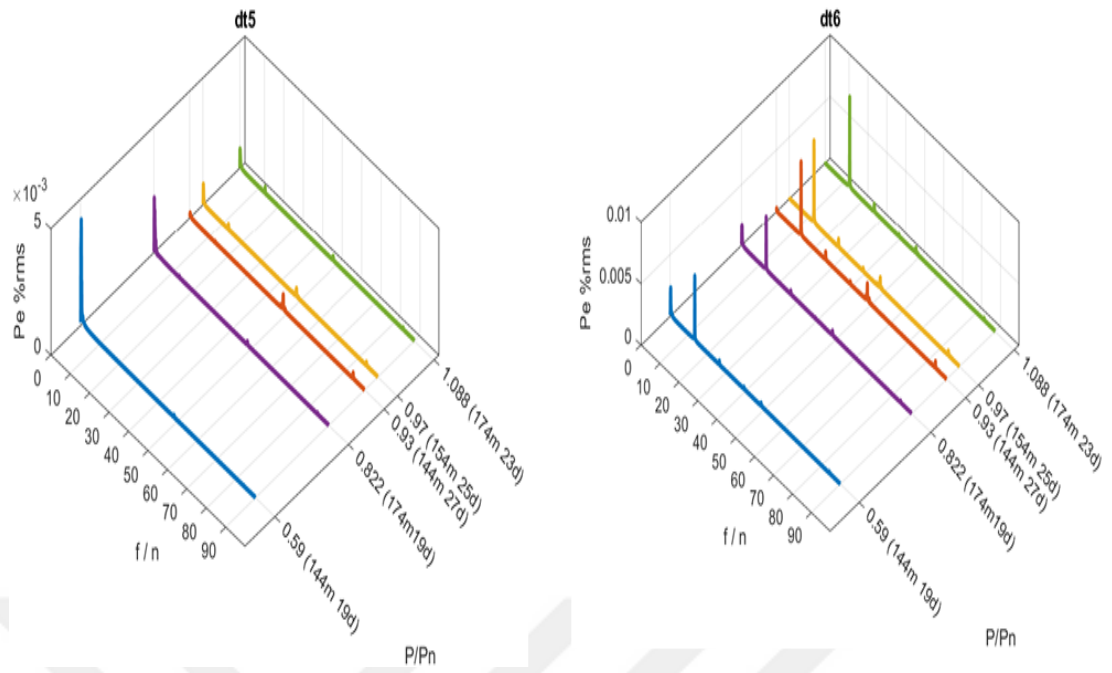 dt5
×10⁻³
5
0
Pe %rms
0
10
20
30
40
50
60
70
80
90
f / n
0.59 (144m 19d)
0.822 (174m19d)
0.93 (144m 27d)
0.97 (154m 25d)
1.088 (174m 23d)
P/Pn
dt6
0.01
0.005
0
Pe %rms
0
10
20
30
40
50
60
70
80
90
f / n
0.59 (144m 19d)
0.822 (174m19d)
0.93 (144m 27d)
0.97 (154m 25d)
1.088 (174m 23d)
P/Pn